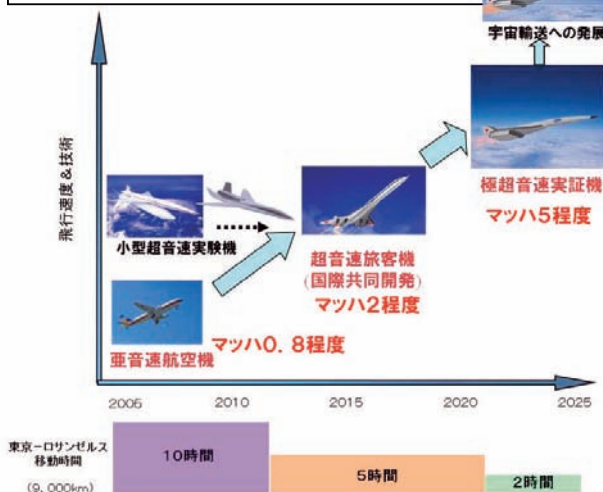 宇宙輸送への発展
飛行速度&技術
極超音速実証機
マッハ5程度
小型超音速実験機
超音速旅客機
(国際共同開発)
マッハ2程度
マッハ0.8程度
亜音速航空機
2005
2010
2015
2020
2025
東京ーロサンゼルス
移動時間
(9,000km)
10時間
5時間
2時間